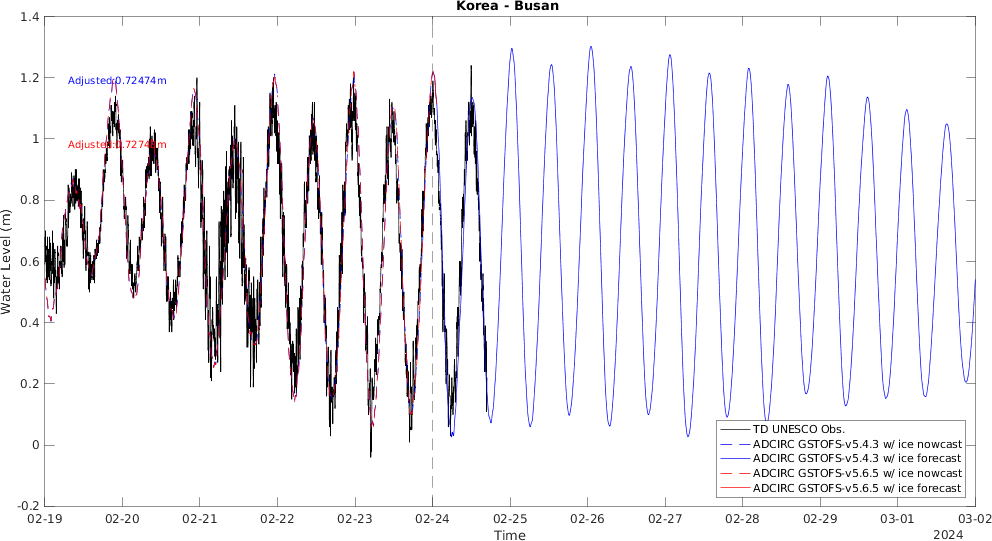 Korea - Busan
1.4
1.2
1
0.8
0.6
0.4
0.2
0
-0.2
Water Level (m)
Adjusted:0.72474m
Adjusted:0.7274m
TD UNESCO Obs.
ADCIRC GSTOFS-v5.4.3 w/ ice nowcast
ADCIRC GSTOFS-v5.4.3 w/ ice forecast
ADCIRC GSTOFS-v5.6.5 w/ ice nowcast
ADCIRC GSTOFS-v5.6.5 w/ ice forecast
02-19 02-20 02-21 02-22 02-23 02-24 02-25 02-26 02-27 02-28 02-29 03-01 03-02
Time
2024